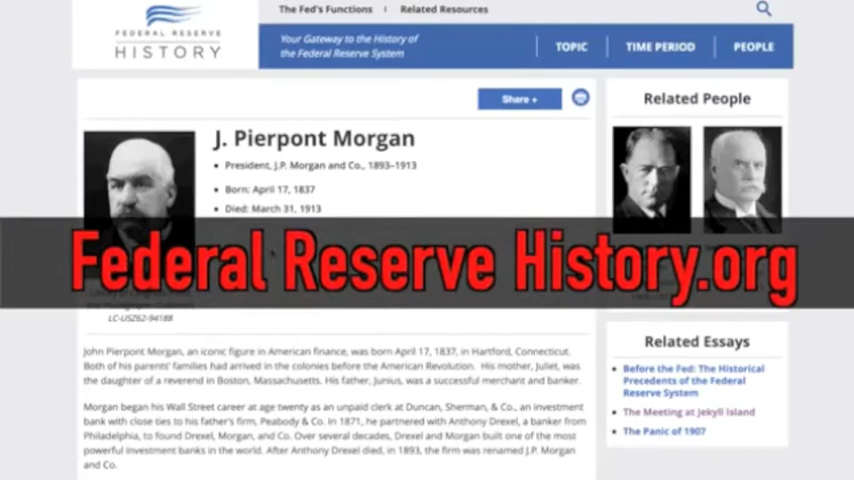 The Fed's Functions
Related Resources
FEDERAL RESERVE
HISTORY
Your Gateway to the History of
the Federal Reserve System
TOPIC
TIME PERIOD
PEOPLE
Share +
J. Pierpont Morgan
• President, J.P. Morgan and Co., 1893–1913
• Born: April 17, 1837
• Died: March 31, 1913
Related People
Federal Reserve History.org
LC-USZ62-94188
John Pierpont Morgan, an iconic figure in American finance, was born April 17, 1837, in Hartford, Connecticut.
Both of his parents' families had arrived in the colonies before the American Revolution. His mother, Juliet, was
the daughter of a reverend in Boston, Massachusetts. His father, Junius, was a successful merchant and banker.
Morgan began his Wall Street career at age twenty as an unpaid clerk at Duncan, Sherman, & Co., an investment
bank with close ties to his father's firm, Peabody & Co. In 1871, he partnered with Anthony Drexel, a banker from
Philadelphia, to found Drexel, Morgan, and Co. Over several decades, Drexel and Morgan built one of the most
powerful investment banks in the world. After Anthony Drexel died, in 1893, the firm was renamed J.P. Morgan
and Co.
Related Essays
• Before the Fed: The Historical
Precedents of the Federal
Reserve System
• The Meeting at Jekyll Island
• The Panic of 1907